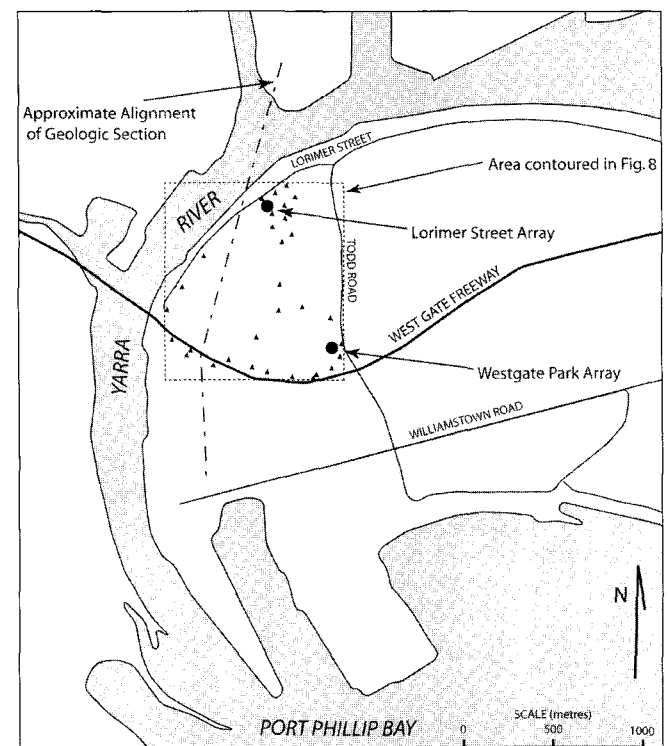 Approximate Alignment
of Geologic Section
LORIMER STREET
Area contoured in Fig. 8
RIVER
Lorimer Street Array
TODD ROAD
WEST GATE FREEWAY
YARRA
Westgate Park Array
WILLIAMSTOWN ROAD
N
PORT PHILLIP BAY
SCALE (metres)
0 500 1000